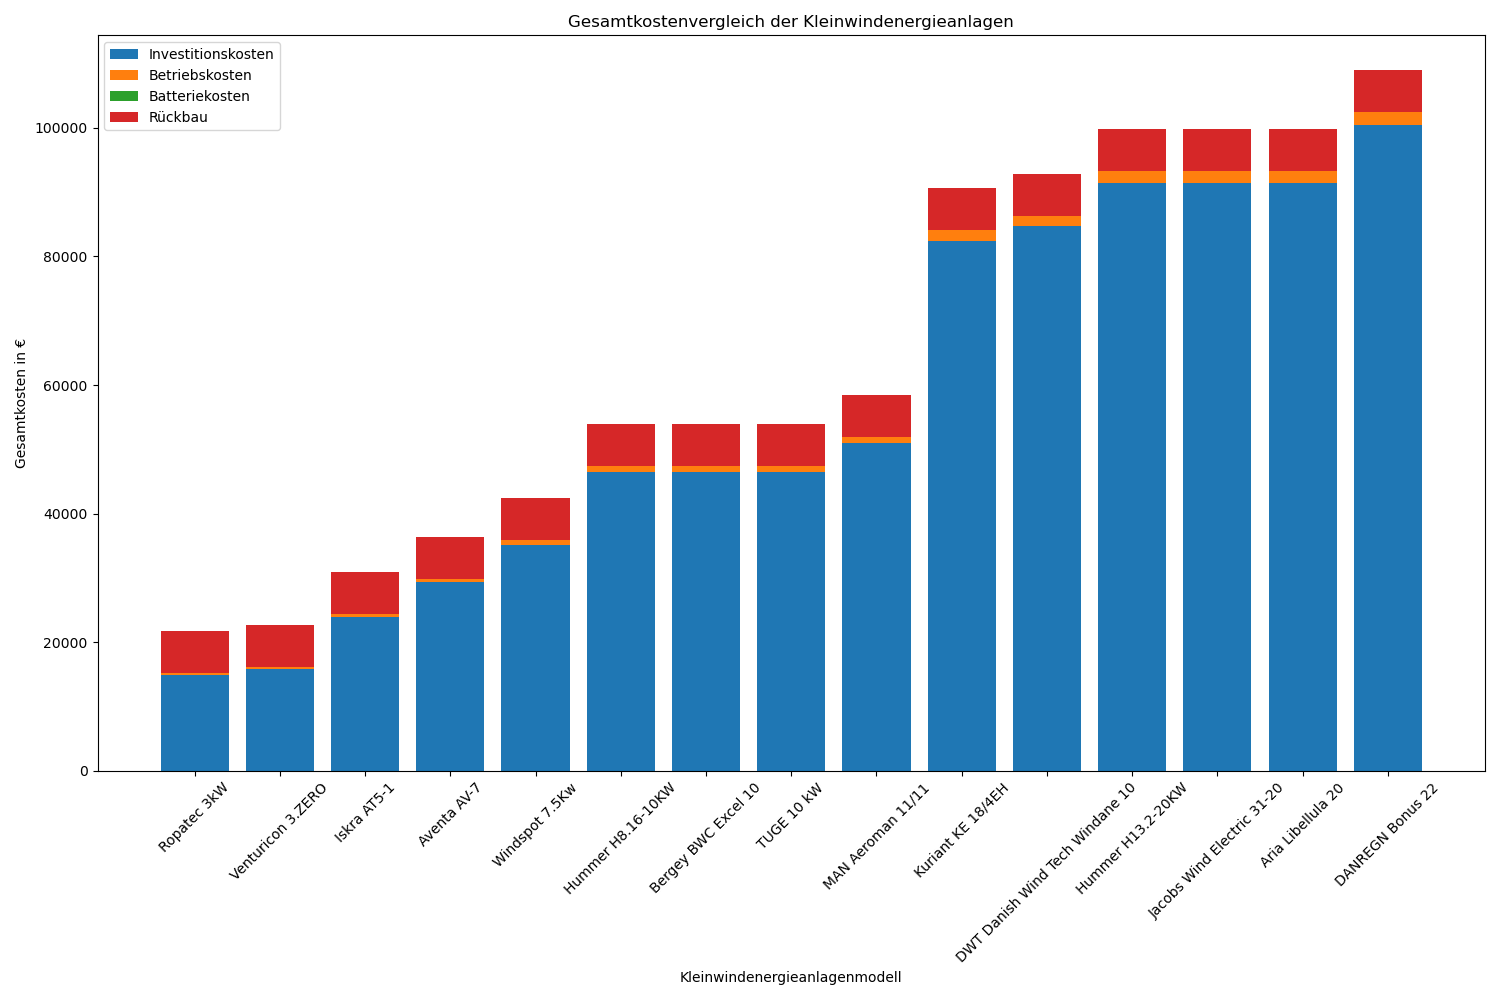 Gesamtkostenvergleich der Kleinwindenergieanlagen
Investitionskosten
Betriebskosten
Batteriekosten
Rückbau
Gesamtkosten in €
100000
80000
60000
40000
20000
0
Ropatec 3kW
Venturicon 3.ZERO
Iskra AT5-1
Aventa AV-7
Windspot 7.5Kw
Hummer H8.16-10KW
Bergey BWC Excel 10
TUGE 10 kW
MAN Aeroman 11/11
Kuriant KE 18/4EH
DWT Danish Wind Tech Windane 10
Hummer H13.2-20KW
Jacobs Wind Electric 31-20
Aria Libellula 20
DANREGN Bonus 22
Kleinwindenergieanlagenmodell